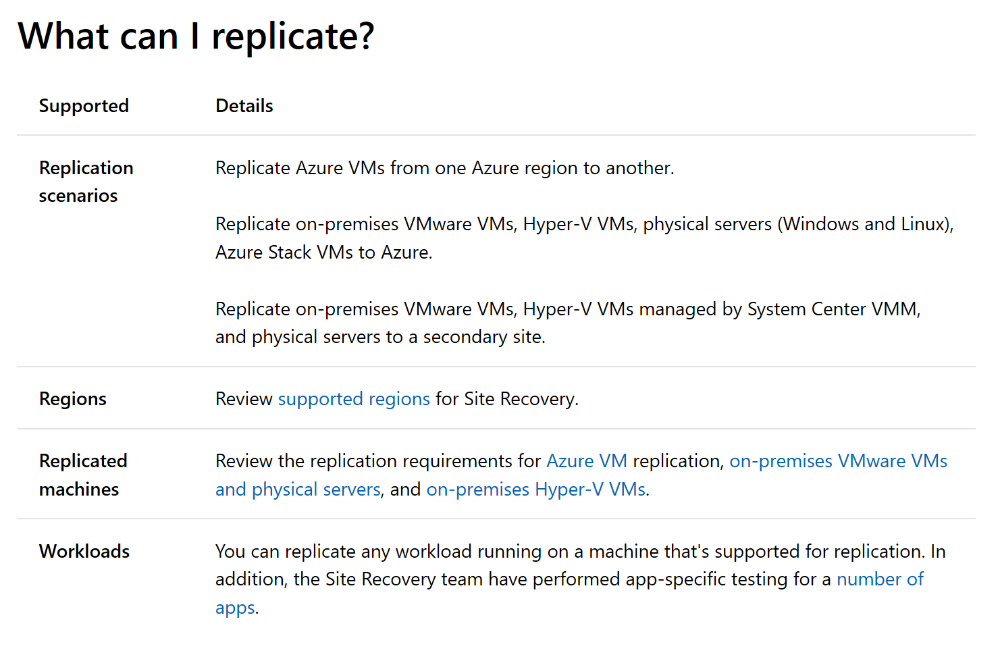 What can I replicate?
Supported Details
Replication scenarios Replicate Azure VMs from one Azure region to another.
Replicate on-premises VMware VMs, Hyper-V VMs, physical servers (Windows and Linux),
Azure Stack VMs to Azure.
Replicate on-premises VMware VMs, Hyper-V VMs managed by System Center VMM,
and physical servers to a secondary site.
Regions Review supported regions for Site Recovery.
Replicated machines Review the replication requirements for Azure VM replication, on-premises VMware VMs
and physical servers, and on-premises Hyper-V VMs.
Workloads You can replicate any workload running on a machine that's supported for replication. In
addition, the Site Recovery team have performed app-specific testing for a number of
apps.